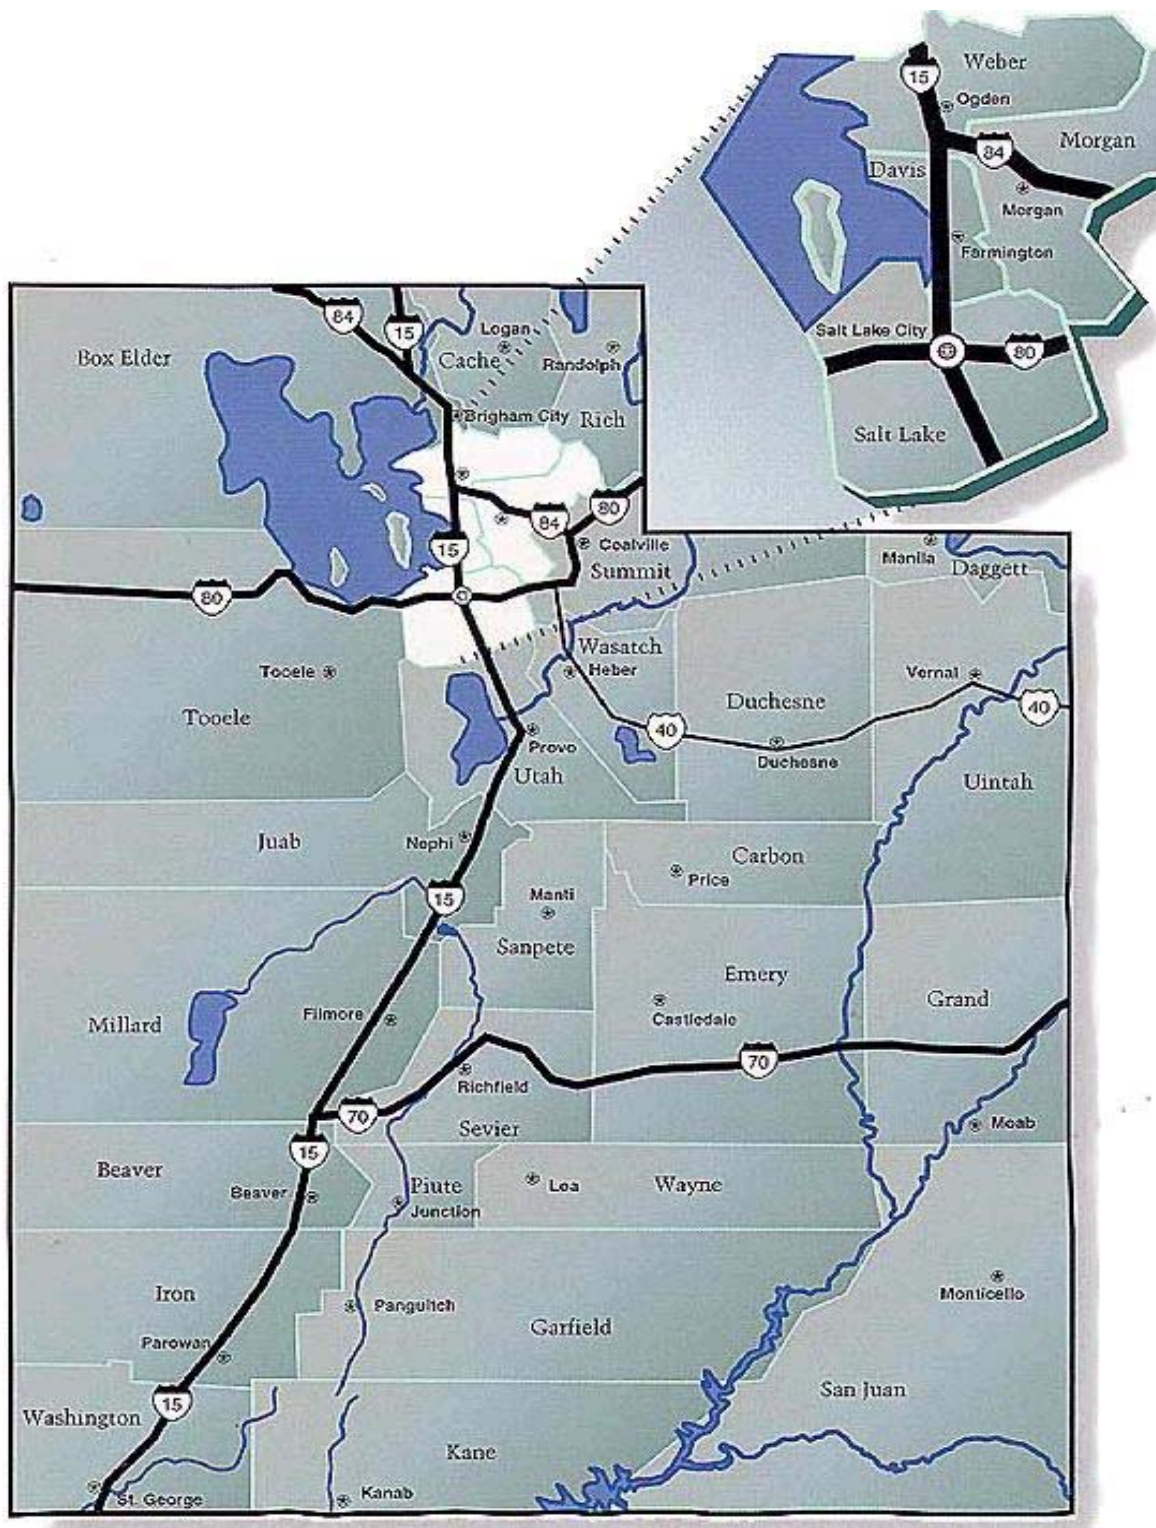 Weber
15
Ogden
Morgan
84
Davis
Morgan
Farmington
Salt Lake City
80
Salt Lake
84
15
Logan
Cache
Box Elder
Randolph
Brigham City
Rich
80
84
15
Coalville
Summit
Manila
Daggett
80
Wasatch
Heber
Tooele
Vernal
Tooele
Duchesne
40
40
Provo
Duchesne
Utah
Uintah
Juab
Nephi
Carbon
Price
15
Manti
Sanpete
Emery
Grand
Millard
Filmore
Castledale
70
Richfield
70
Sevier
Moab
15
Beaver
Beaver
Piute
Junction
Loa
Wayne
Iron
Monticello
Panguitch
Garfield
Parowan
15
San Juan
Washington
Kane
St. George
Kanab